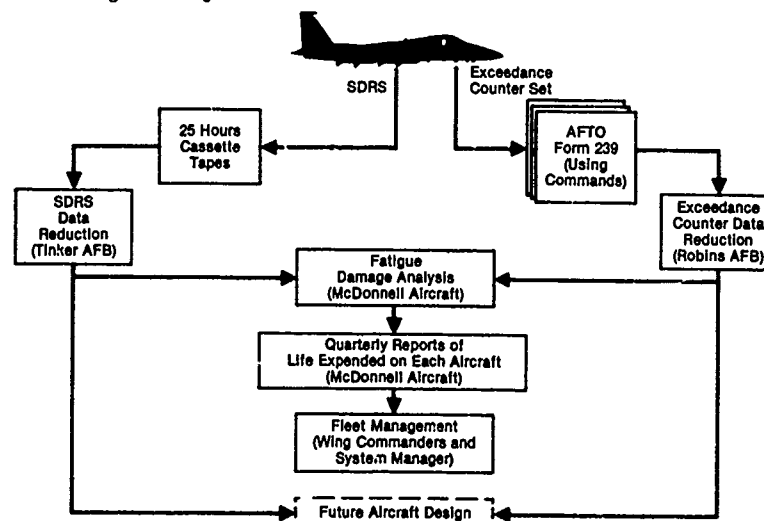 SDRS
Exceedance
Counter Set
25 Hours
Cassette
Tapes
AFTO
Form 239
(Using
Commands)
SDRS
Data
Reduction
(Tinker AFB)
Exceedance
Counter Data
Reduction
(Robins AFB)
Fatigue
Damage Analysis
(McDonnell Aircraft)
Quarterly Reports of
Life Expended on Each Aircraft
(McDonnell Aircraft)
Fleet Management
(Wing Commanders and
System Manager)
Future Aircraft Design